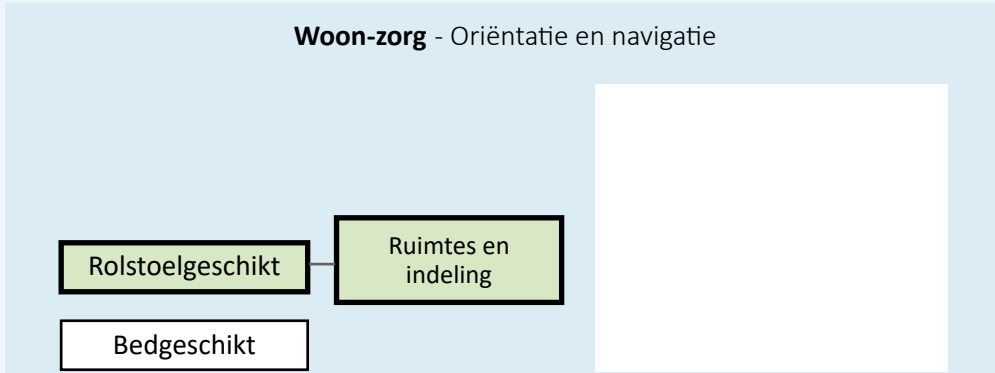 Woon-zorg - Oriëntatie en navigatie
Rolstoelgeschikt
Ruimtes en
indeling
Bedgeschikt